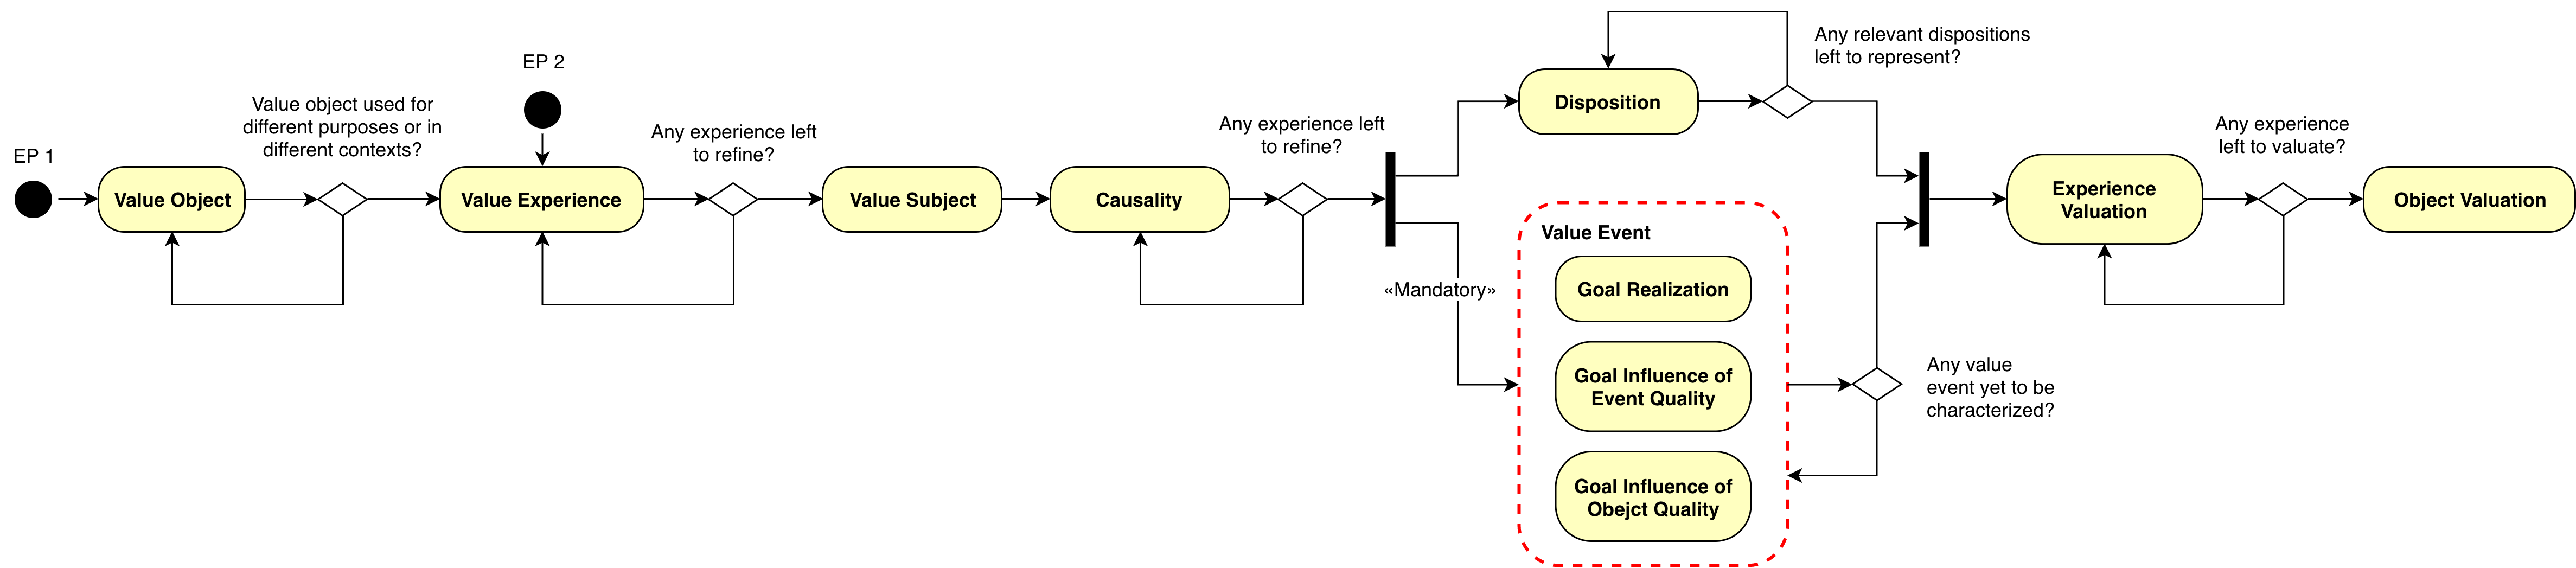 EP 1
Value Object
Value object used for
different purposes or in
different contexts?
EP 2
Value Experience
Any experience left
to refine?
Value Subject
Causality
Any experience left
to refine?
Disposition
Any relevant dispositions
left to represent?
«Mandatory»
Value Event
Goal Realization
Goal Influence of
Event Quality
Goal Influence of
Obejct Quality
Any value
event yet to be
characterized?
Experience
Valuation
Any experience
left to valuate?
Object Valuation